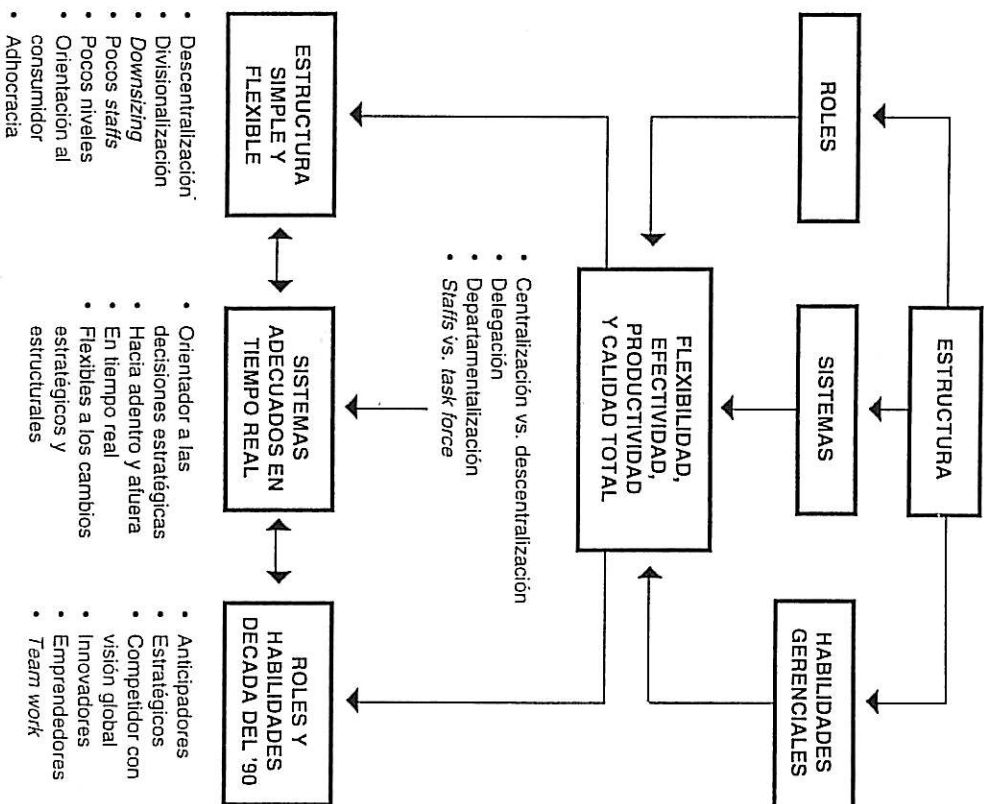 ESTRUCTURA
ROLES
SISTEMAS
HABILIDADES
GERENCIALES
FLEXIBILIDAD,
EFECTIVIDAD,
PRODUCTIVIDAD
Y CALIDAD TOTAL
• Centralización vs. descentralización
• Delegación
• Departamentalización
• Staffs vs. task force
ESTRUCTURA
SIMPLE Y
FLEXIBLE
• Descentralización
• Divisionalización
• Downsizing
• Pocos staffs
• Pocos niveles
• Orientación al
consumidor
• Adhocracia
SISTEMAS
ADECUADOS EN
TIEMPO REAL
• Orientador a las
decisiones estratégicas
• Hacia adentro y afuera
• En tiempo real
• Flexibles a los cambios
estratégicos y
estructurales
ROLES Y
HABILIDADES
DECADA DEL '90
• Anticipadores
• Estratégicos
• Competidor con
visión global
• Innovadores
• Emprendedores
• Team work